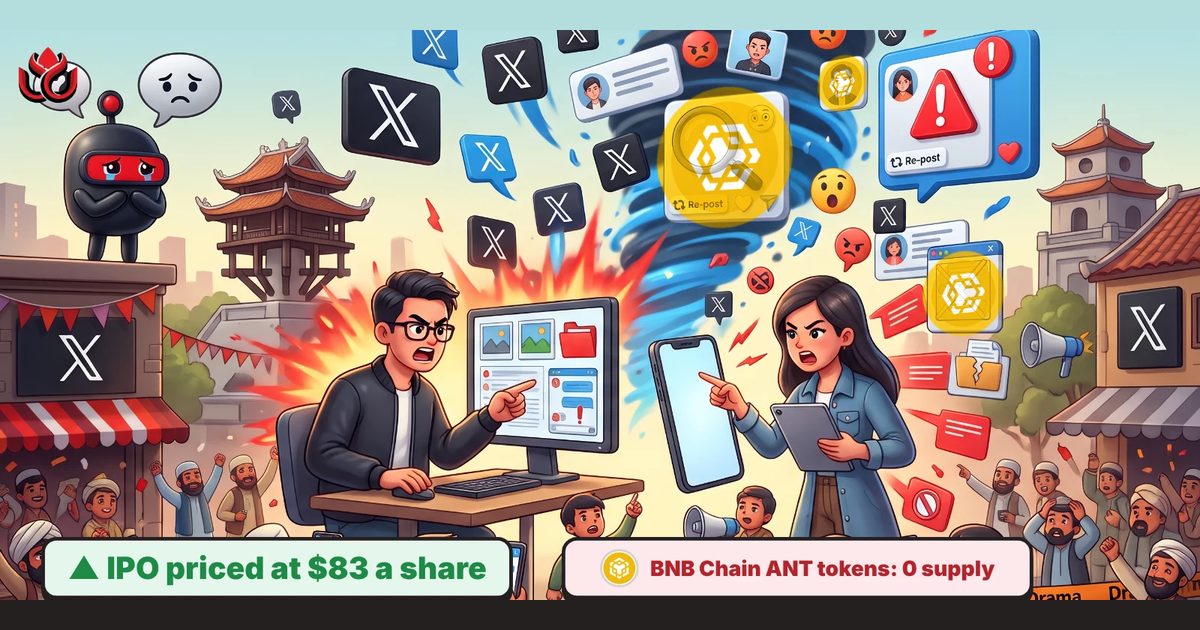 Re-post
Re-post
▲ IPO priced at $83 a share
BNB Chain ANT tokens: 0 supply
Drama